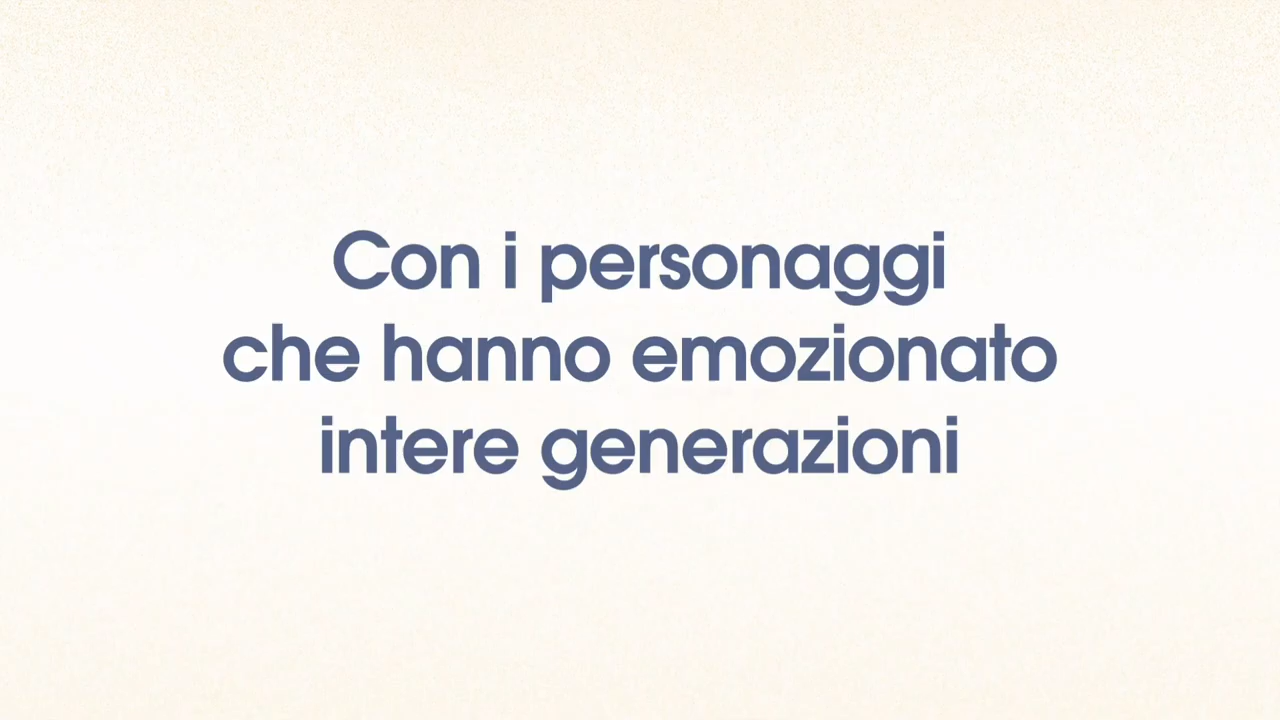 Con i personaggi
che hanno emozionato
intere generazioni